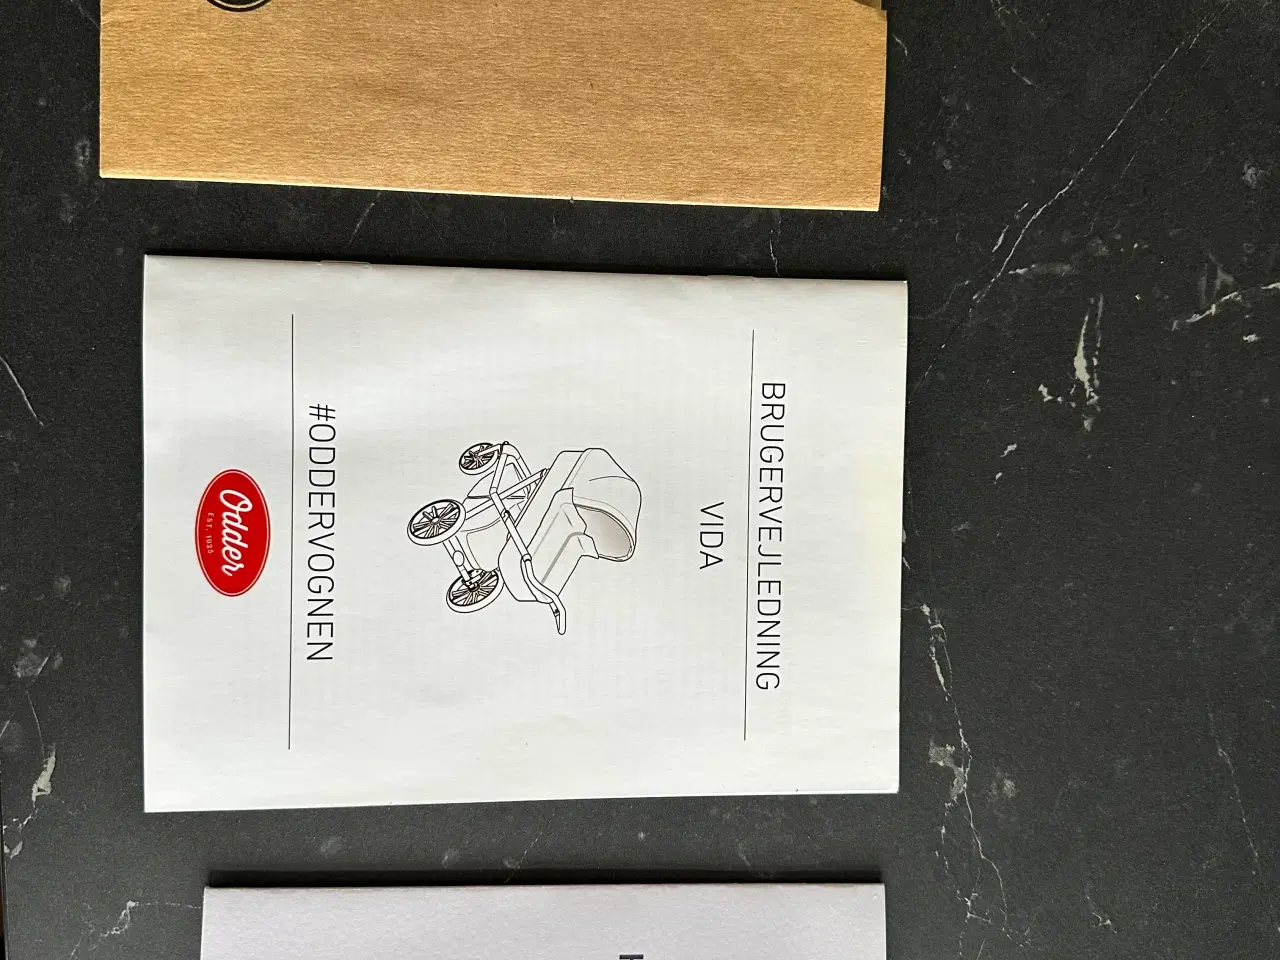 BRUGERVEJLEDNING
VIDA
#ODDERVOGNEN
Odder
EST. 1925